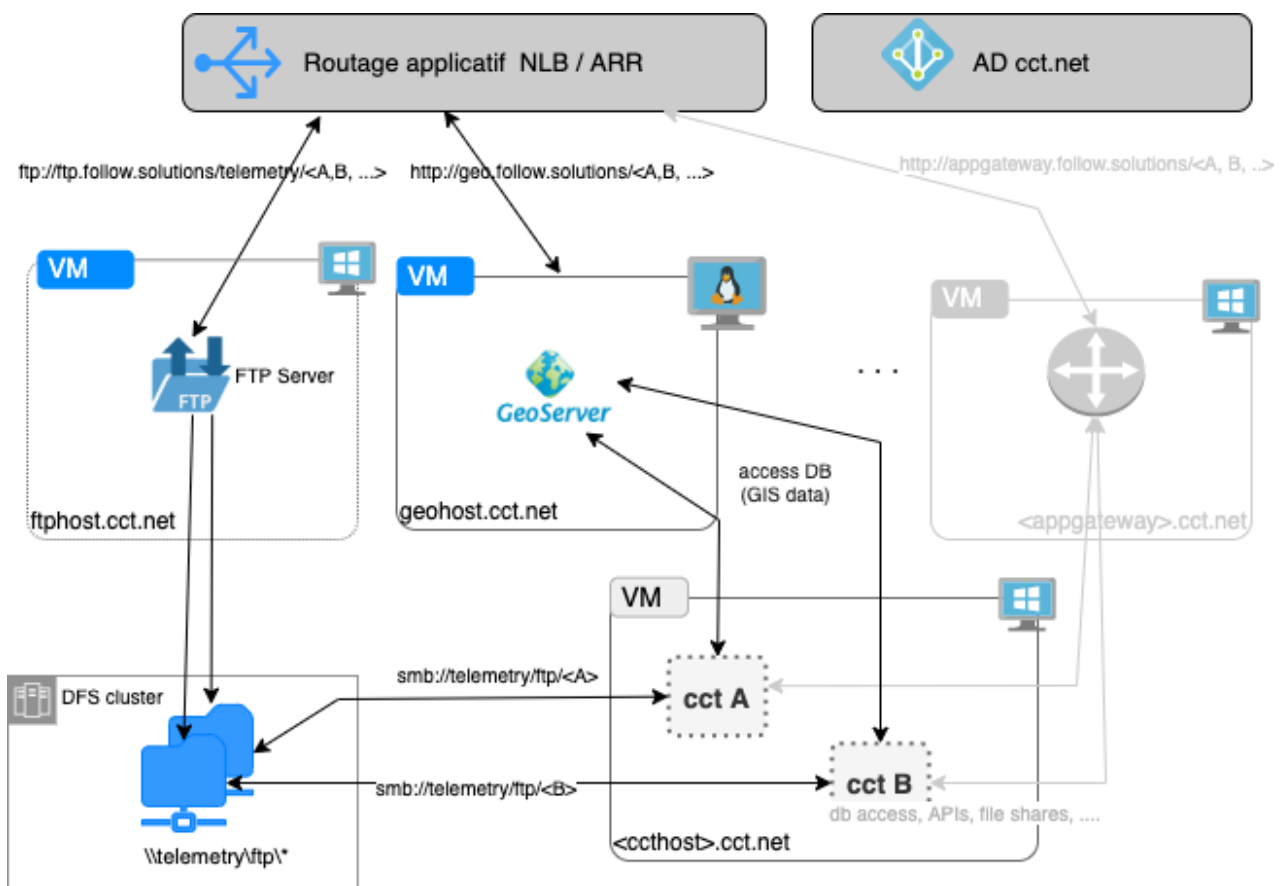 Routage applicatif NLB / ARR
AD cct.net
ftp://ftp.follow.solutions/telemetry/<A,B, ...>
http://geo.follow.solutions/<A,B, ...>
http://appgateway.follow.solutions/<A, B, ..>
VM
VM
VM
FTP Server
FTP
GeoServer
. . .
access DB
(GIS data)
ftphost.cct.net
geohost.cct.net
<appgateway>.cct.net
VM
DFS cluster
smb://telemetry/ftp/<A>
cct A
smb://telemetry/ftp/<B>
cct B
db access, APIs, file shares, ....
\\telemetry\ftp\*
<ccthost>.cct.net